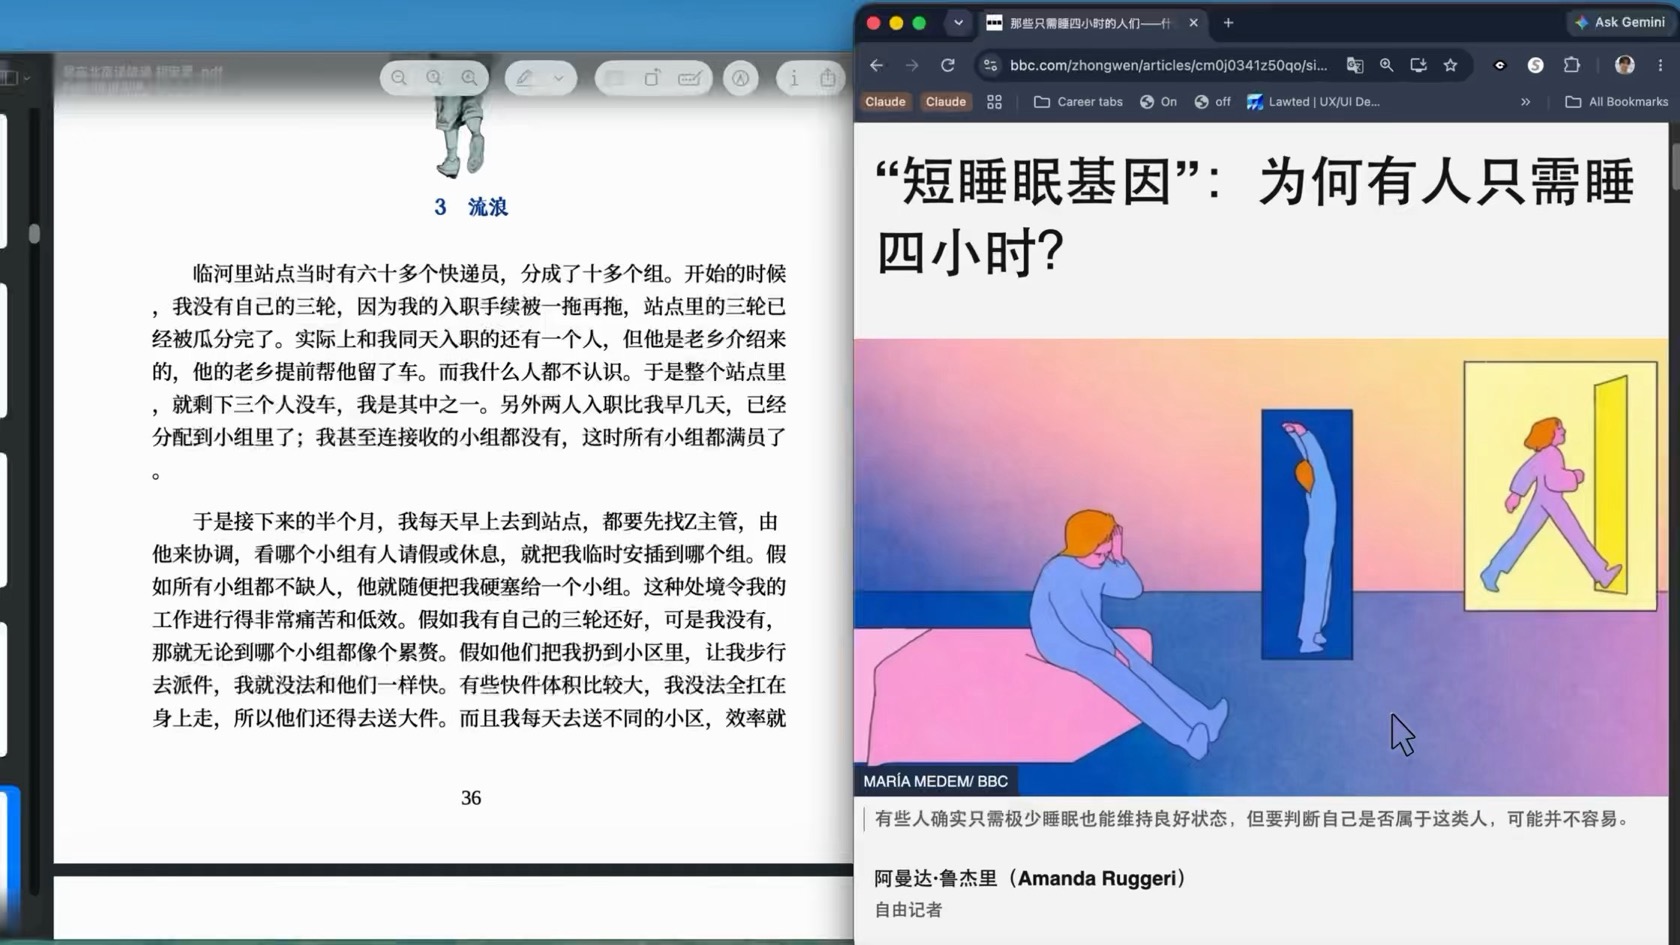 3 流浪
临河里站点当时有六十多个快递员，分成了十多个组。开始的时候
，我没有自己的三轮，因为我的入职手续被一拖再拖，站点里的三轮已
经被瓜分完了。实际上和我同天入职的还有一个人，但他是老乡介绍来
的，他的老乡提前帮他留了车。而我什么人都不认识。于是整个站点里
，就剩下三个人没车，我是其中之一。另外两人入职比我早几天，已经
分配到小组里了；我甚至连接收的小组都没有，这时所有小组都满员了
。
于是接下来的半个月，我每天早上去到站点，都要先找Z主管，由
他来协调，看哪个小组有人请假或休息，就把我临时安插到哪个组。假
如所有小组都不缺人，他就随便把我硬塞给一个小组。这种处境令我的
工作进行得非常痛苦和低效。假如我有自己的三轮还好，可是我没有，
那就无论到哪个小组都像个累赘。假如他们把我扔到小区里，让我步行
去派件，我就没法和他们一样快。有些快件体积比较大，我没法全扛在
身上走，所以他们还得去送大件。而且我每天去送不同的小区，效率就
36
那些只需睡四小时的人们——什
Ask Gemini
bbc.com/zhongwen/articles/cm0j0341z50qo/si...
Claude
Claude
Career tabs
On
off
Lawted | UX/UI De...
»
All Bookmarks
“短睡眠基因”：为何有人只需睡
四小时？
MARÍA MEDEM/ BBC
有些人确实只需极少睡眠也能维持良好状态，但要判断自己是否属于这类人，可能并不容易。
阿曼达·鲁杰里（Amanda Ruggeri）
自由记者